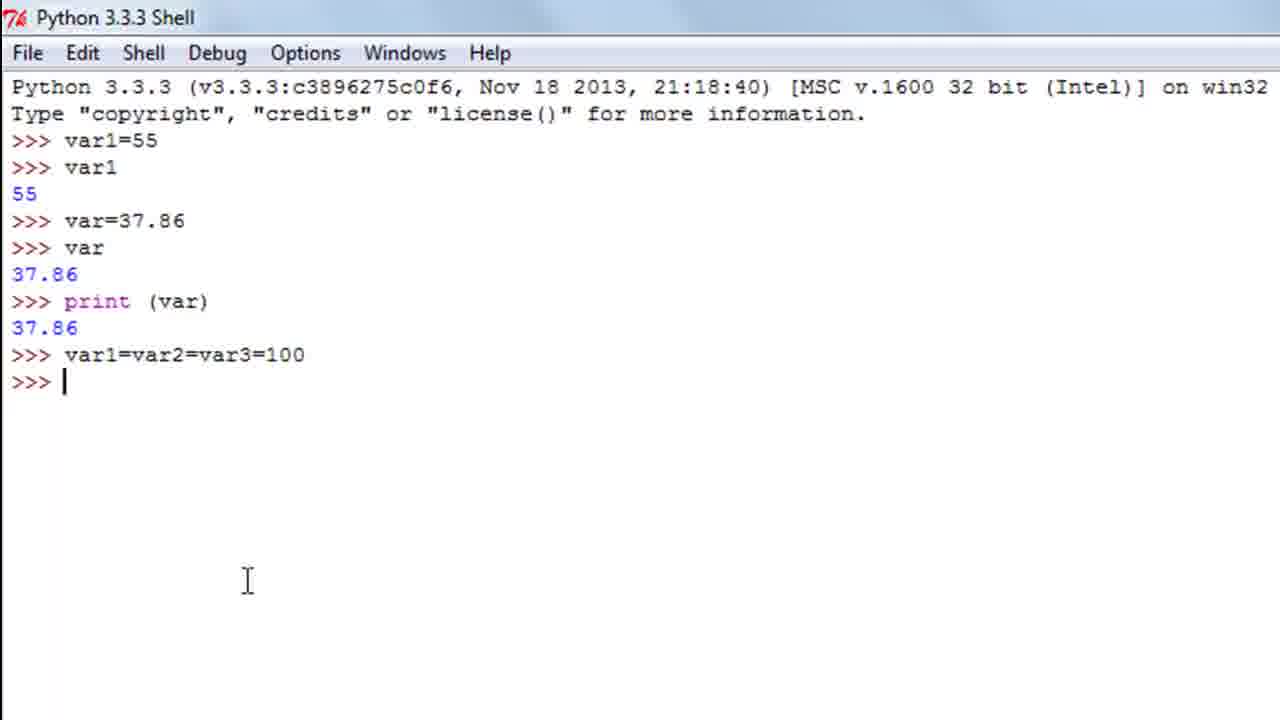 Python 3.3.3 Shell
File Edit Shell Debug Options Windows Help
Python 3.3.3 (v3.3.3:c3896275c0f6, Nov 18 2013, 21:18:40) [MSC v.1600 32 bit (Intel)] on win32
Type "copyright", "credits" or "license()" for more information.
>>> var1=55
>>> var1
55
>>> var=37.86
>>> var
37.86
>>> print (var)
37.86
>>> var1=var2=var3=100
>>>